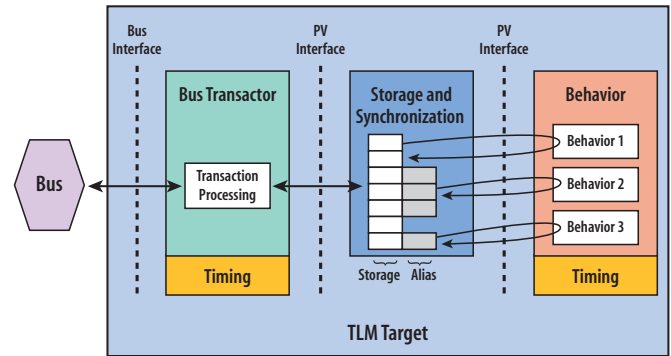 Bus
Interface
PV
Interface
PV
Interface
Bus Transactor
Storage and
Synchronization
Behavior
Behavior 1
Bus
Transaction
Processing
Behavior 2
Behavior 3
Timing
Storage
Alias
Timing
TLM Target